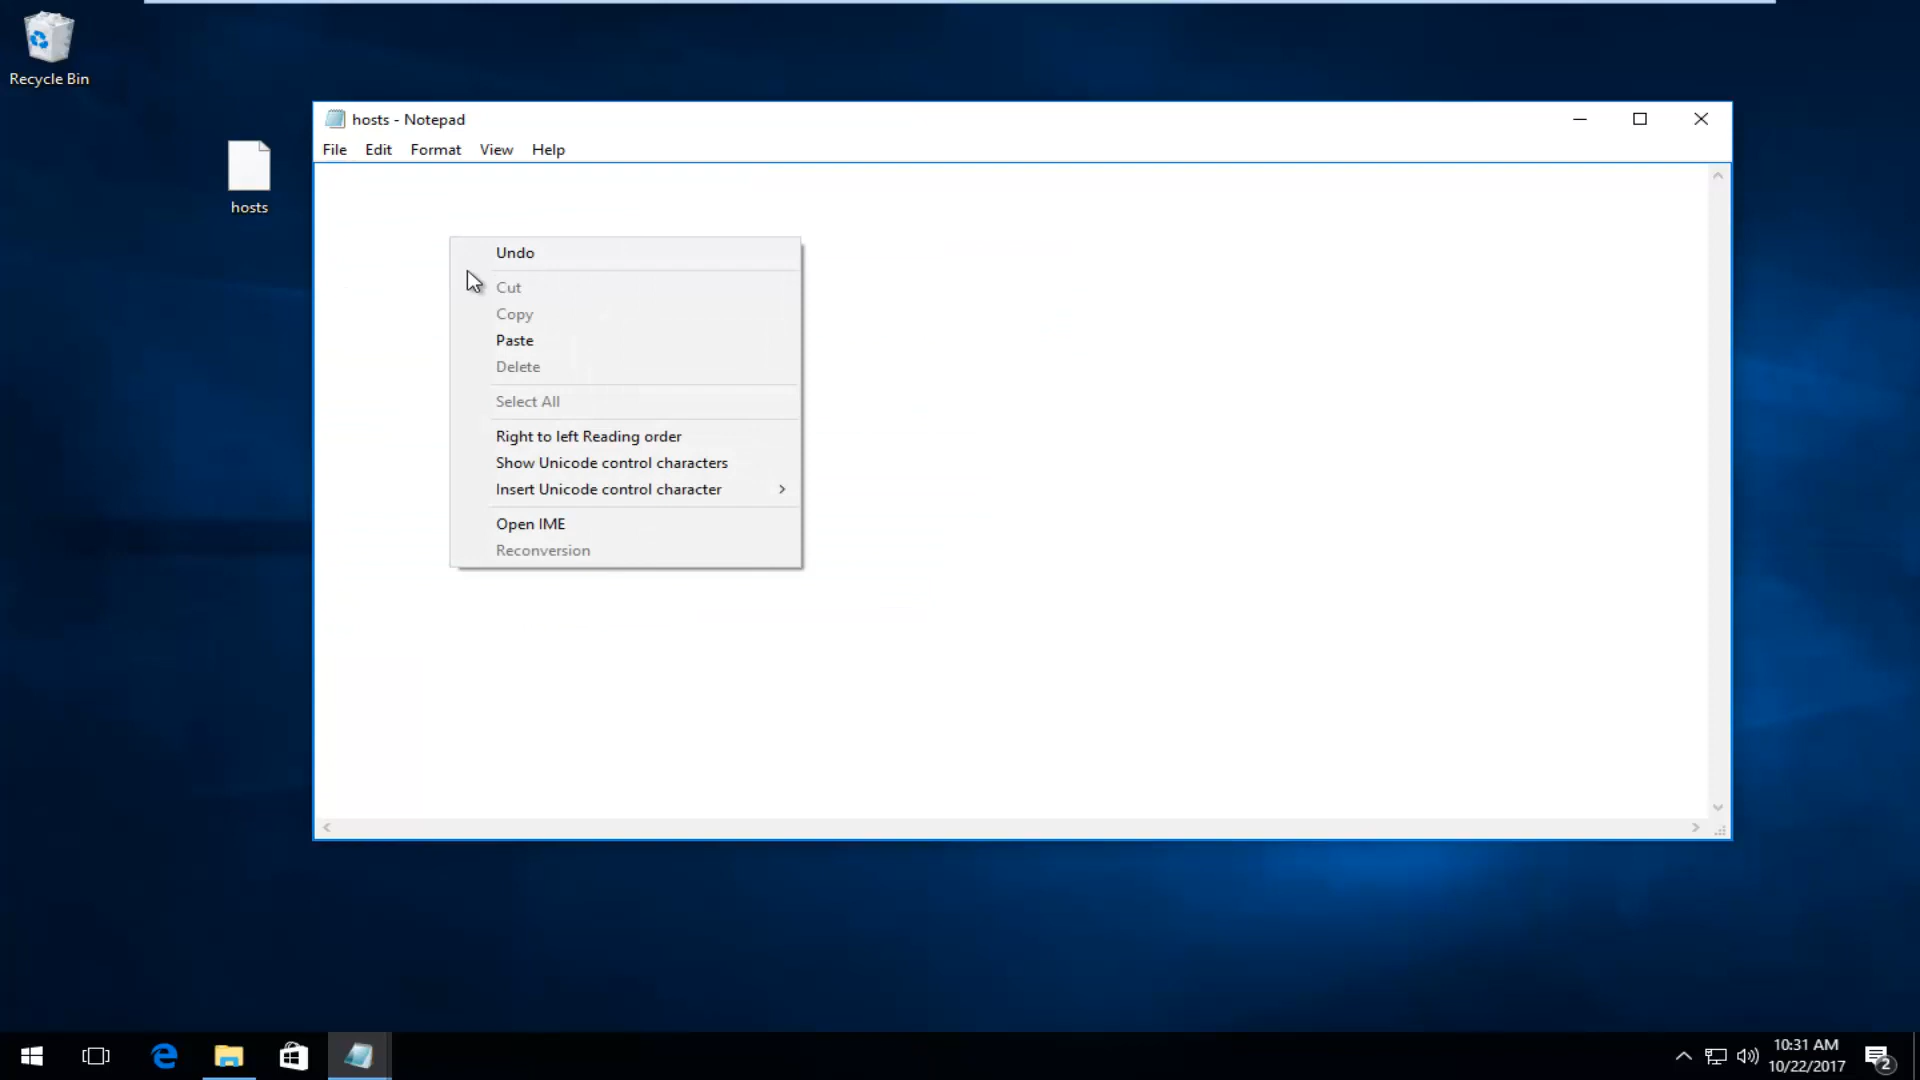 Recycle Bin
hosts
hosts - Notepad
File Edit Format View Help
Undo
Cut
Copy
Paste
Delete
Select All
Right to left Reading order
Show Unicode control characters
Insert Unicode control character
Open IME
Reconversion
10:31 AM
10/22/2017
2